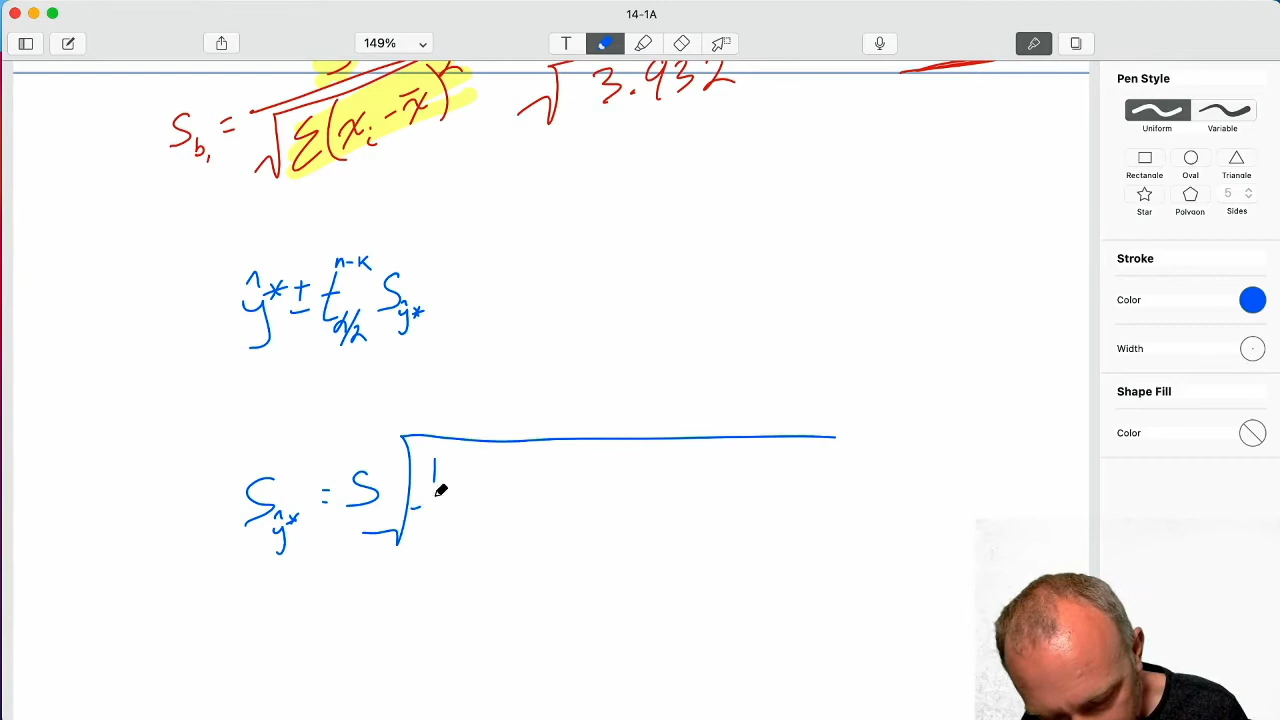 14-1A
149%
T
Pen Style
Uniform Variable
Rectangle Oval Triangle
5
Star Polygon Sides
Stroke
Color
Width
Shape Fill
Color
√3.932
S_b₁ = √Σ(xᵢ - x̄)²
ŷ* ± t^{n-k}_{α/2} S_ŷ*
S_ŷ* = S √1